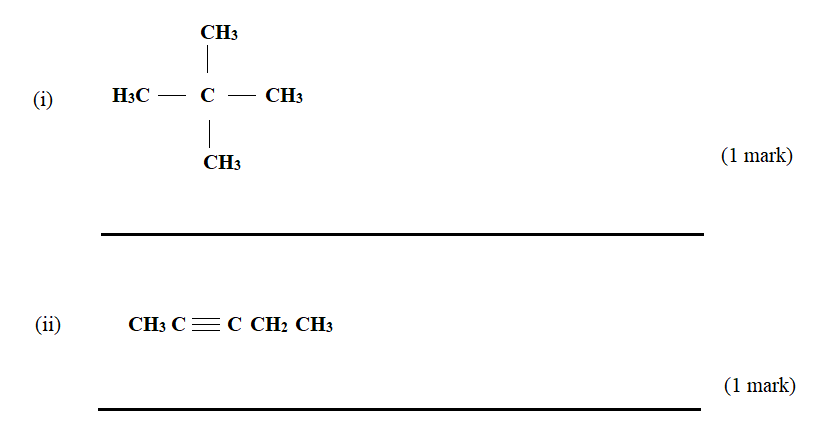 CH₃
(i) H₃C — C — CH₃
CH₃
(1 mark)
(ii) CH₃ C ≡ C CH₂ CH₃
(1 mark)